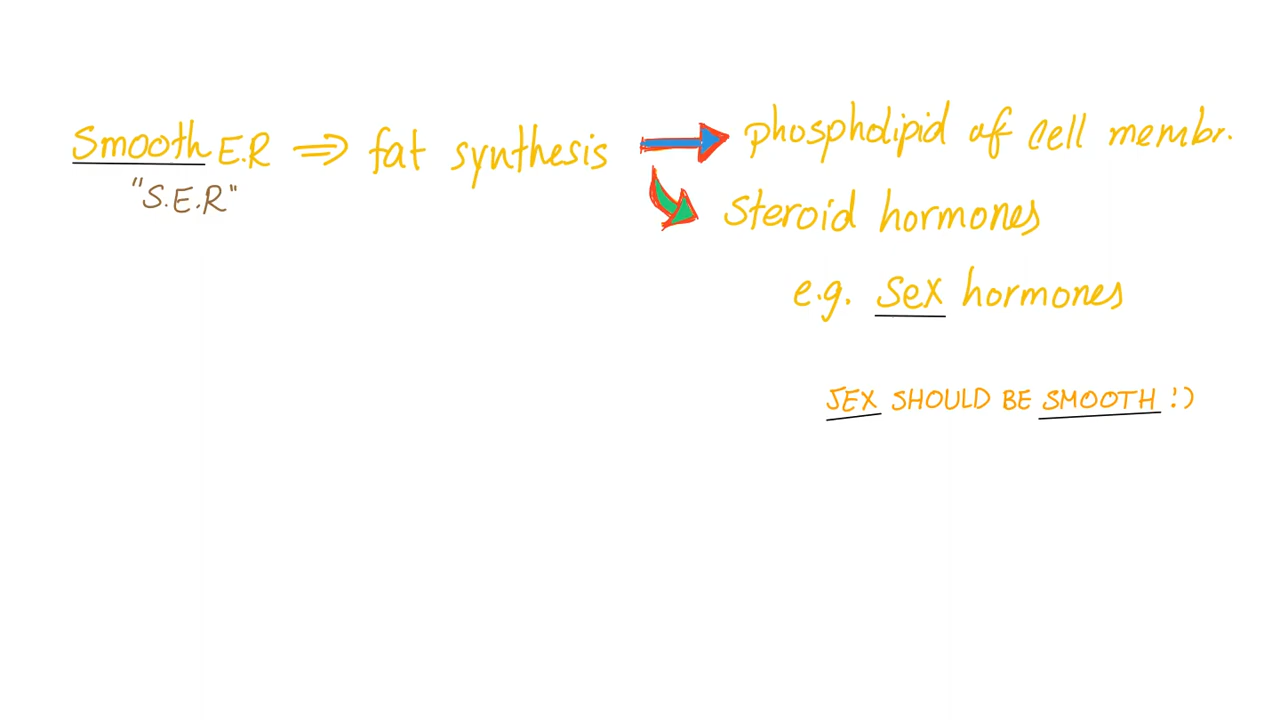 Smooth E.R ⇒ fat synthesis → phospholipid of cell membr.
"S.E.R"
Steroid hormones
e.g. Sex hormones
SEX SHOULD BE SMOOTH !)